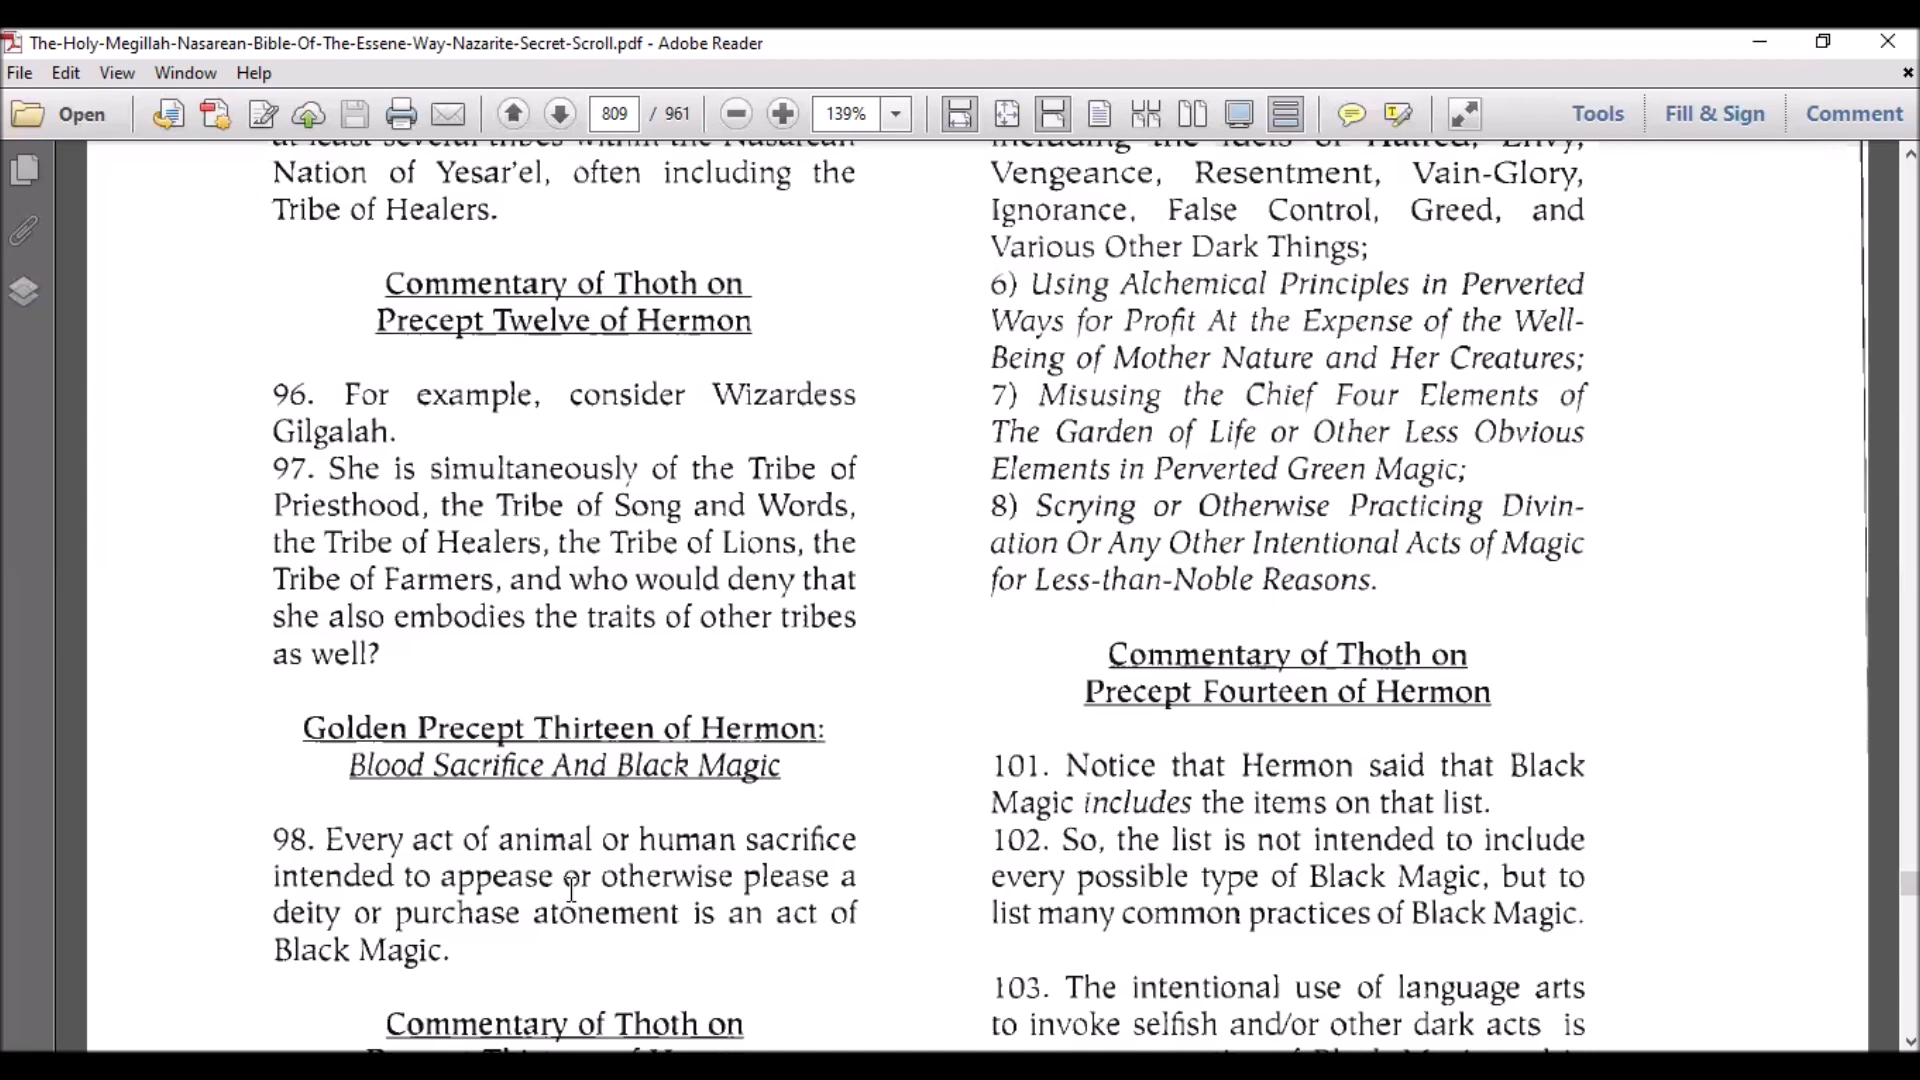 The-Holy-Megillah-Nasarean-Bible-Of-The-Essene-Way-Nazarite-Secret-Scroll.pdf - Adobe Reader
File Edit View Window Help
Open 809 / 961 139% Tools Fill & Sign Comment
at least several tribes within the Nasarean
Nation of Yesar'el, often including the
Tribe of Healers.
Commentary of Thoth on
Precept Twelve of Hermon
96. For example, consider Wizardess
Gilgalah.
97. She is simultaneously of the Tribe of
Priesthood, the Tribe of Song and Words,
the Tribe of Healers, the Tribe of Lions, the
Tribe of Farmers, and who would deny that
she also embodies the traits of other tribes
as well?
Golden Precept Thirteen of Hermon:
Blood Sacrifice And Black Magic
98. Every act of animal or human sacrifice
intended to appease or otherwise please a
deity or purchase atonement is an act of
Black Magic.
Commentary of Thoth on
including the Idels of Hatred, Envy,
Vengeance, Resentment, Vain-Glory,
Ignorance, False Control, Greed, and
Various Other Dark Things;
6) Using Alchemical Principles in Perverted
Ways for Profit At the Expense of the Well-
Being of Mother Nature and Her Creatures;
7) Misusing the Chief Four Elements of
The Garden of Life or Other Less Obvious
Elements in Perverted Green Magic;
8) Scrying or Otherwise Practicing Divin-
ation Or Any Other Intentional Acts of Magic
for Less-than-Noble Reasons.
Commentary of Thoth on
Precept Fourteen of Hermon
101. Notice that Hermon said that Black
Magic includes the items on that list.
102. So, the list is not intended to include
every possible type of Black Magic, but to
list many common practices of Black Magic.
103. The intentional use of language arts
to invoke selfish and/or other dark acts is